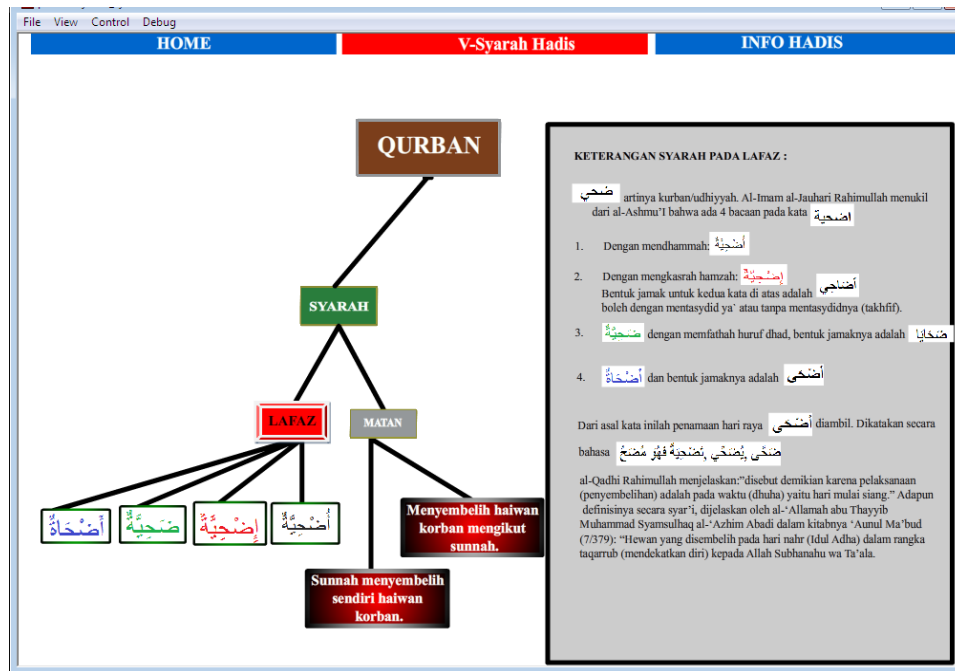 File View Control Debug
HOME V-Syarah Hadis INFO HADIS
QURBAN
SYARAH
LAFAZ MATAN
أَضْحَاةٌ ضَحِيَّةٌ إِضْحِيَّةٌ أُضْحِيَّةٌ
Menyembelih haiwan
korban mengikut
sunnah.
Sunnah menyembelih
sendiri haiwan
korban.
KETERANGAN SYARAH PADA LAFAZ :
ضحي artinya kurban/udhiyyah. Al-Imam al-Jauhari Rahimullah menukil
dari al-Ashmu’I bahwa ada 4 bacaan pada kata اضحية
1. Dengan mendhammah: أُضْحِيَّةٌ
2. Dengan mengkasrah hamzah: إِضْحِيَّةٌ
Bentuk jamak untuk kedua kata di atas adalah أَضَاحِي
boleh dengan mentasydid ya` atau tanpa mentasydidnya (takhfif).
3. ضَحِيَّةٌ dengan memfathah huruf dhad, bentuk jamaknya adalah ضَحَايَا
4. أَضْحَاةٌ dan bentuk jamaknya adalah أَضْحَى
Dari asal kata inilah penamaan hari raya أَضْحَى diambil. Dikatakan secara
bahasa ضَحَّى ,يُضَحِّي ,تَضْحِيَةً فَهُوَ مُضَحٍّ
al-Qadhi Rahimullah menjelaskan:”disebut demikian karena pelaksanaan
(penyembelihan) adalah pada waktu (dhuha) yaitu hari mulai siang.” Adapun
definisinya secara syar’i, dijelaskan oleh al-‘Allamah abu Thayyib
Muhammad Syamsulhaq al-‘Azhim Abadi dalam kitabnya ‘Aunul Ma’bud
(7/379): “Hewan yang disembelih pada hari nahr (Idul Adha) dalam rangka
taqarrub (mendekatkan diri) kepada Allah Subhanahu wa Ta’ala.